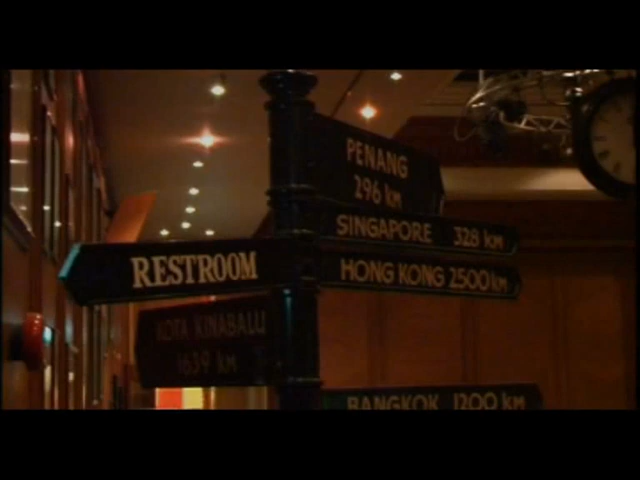 PENANG
296 KM
SINGAPORE 328 KM
RESTROOM
HONG KONG 2500 KM
KOTA KINABALU
1639 KM
BANGKOK 1200 KM